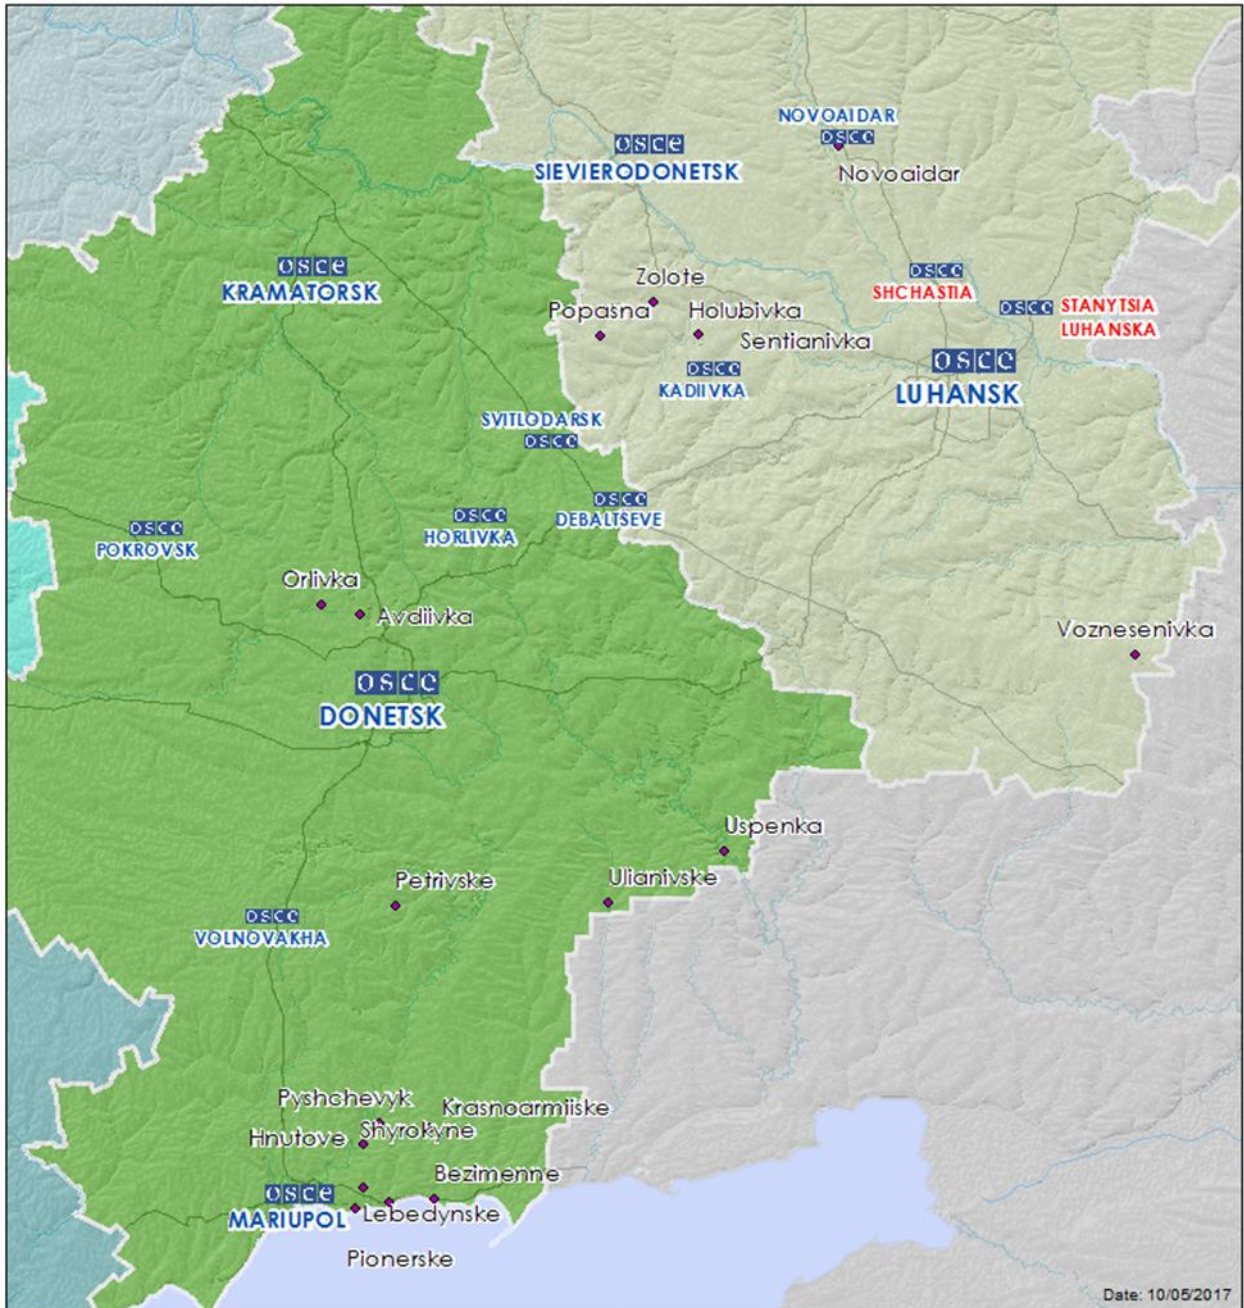 NOVOAIDAR
osce
Novoaidar
osce
SIEVIERODONETSK
osce
KRAMATORSK
osce
SHCHASTIA
osce
STANYTSIA
LUHANSKA
Zolote
Popasna
Holubivka
Sentianivka
osce
KADIIVKA
osce
LUHANSK
SVITLODARSK
osce
osce
DEBALTSEVE
osce
HORLIVKA
osce
POKROVSK
Orlivka
Avdiivka
Voznesenivka
osce
DONETSK
Uspenka
Ulianivske
Petrivske
osce
VOLNOVAKHA
Pyshchevyk
Krasnoarmiiske
Shyrokyne
Hnutove
Bezimenne
osce
MARIUPOL
Lebedynske
Pionerske
Date: 10/05/2017